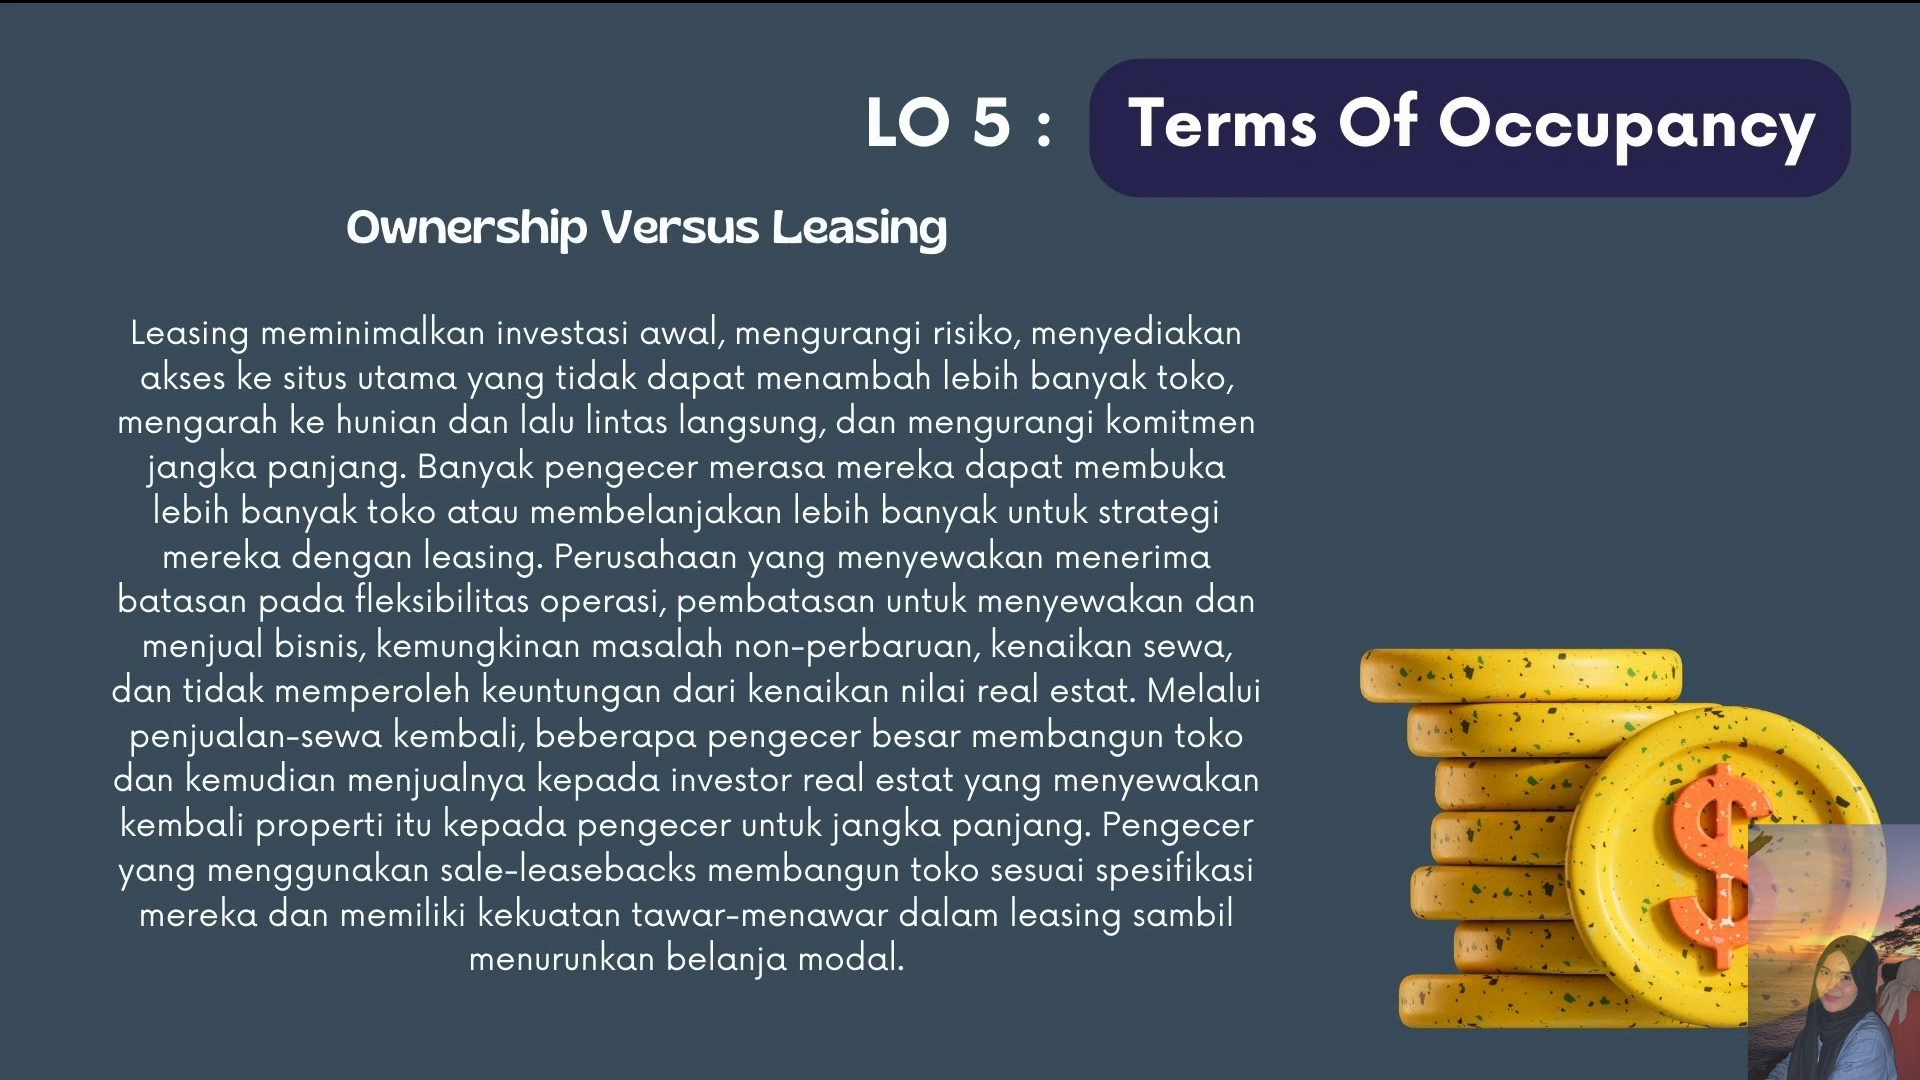 LO 5 : Terms Of Occupancy
Ownership Versus Leasing
Leasing meminimalkan investasi awal, mengurangi risiko, menyediakan
akses ke situs utama yang tidak dapat menambah lebih banyak toko,
mengarah ke hunian dan lalu lintas langsung, dan mengurangi komitmen
jangka panjang. Banyak pengecer merasa mereka dapat membuka
lebih banyak toko atau membelanjakan lebih banyak untuk strategi
mereka dengan leasing. Perusahaan yang menyewakan menerima
batasan pada fleksibilitas operasi, pembatasan untuk menyewakan dan
menjual bisnis, kemungkinan masalah non-perbaruan, kenaikan sewa,
dan tidak memperoleh keuntungan dari kenaikan nilai real estat. Melalui
penjualan-sewa kembali, beberapa pengecer besar membangun toko
dan kemudian menjualnya kepada investor real estat yang menyewakan
kembali properti itu kepada pengecer untuk jangka panjang. Pengecer
yang menggunakan sale-leasebacks membangun toko sesuai spesifikasi
mereka dan memiliki kekuatan tawar-menawar dalam leasing sambil
menurunkan belanja modal.
$